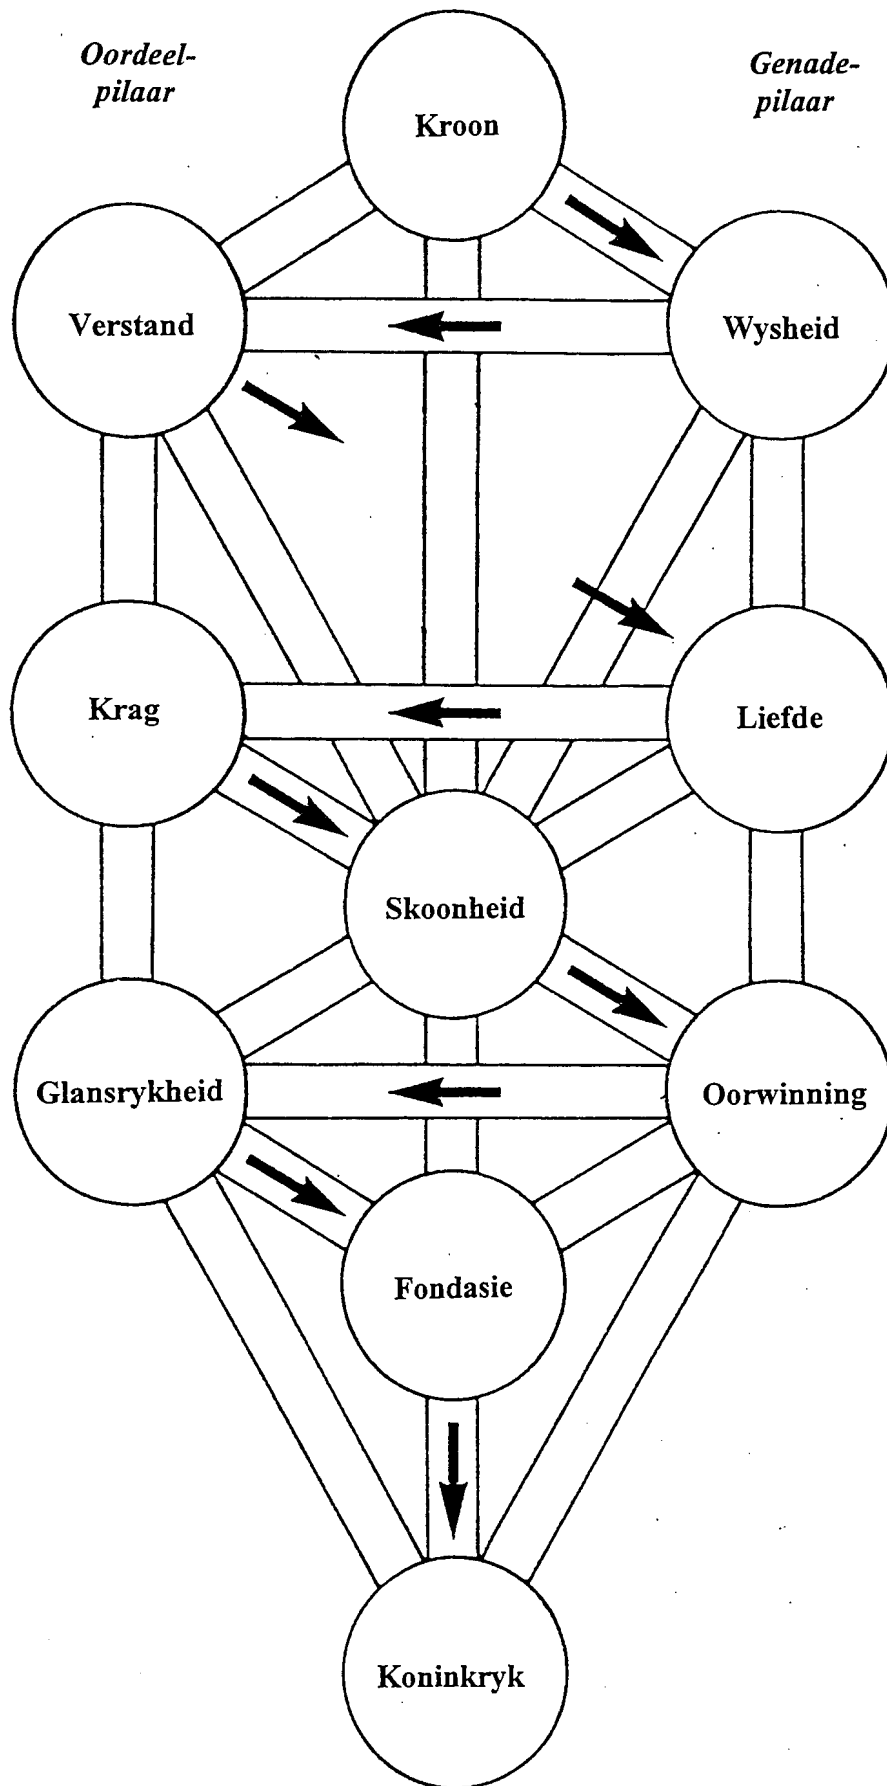 Oordeel-
pilaar
Genade-
pilaar
Kroon
Verstand
Wysheid
Krag
Liefde
Skoonheid
Glansrykheid
Oorwinning
Fondasie
Koninkryk